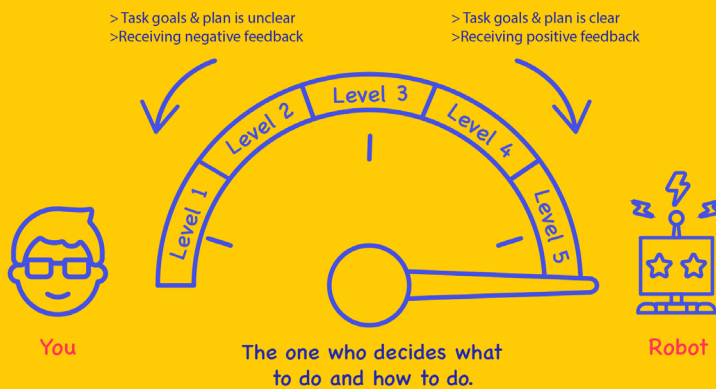 > Task goals & plan is unclear
>Receiving negative feedback
> Task goals & plan is clear
>Receiving positive feedback
Level 1
Level 2
Level 3
Level 4
Level 5
You
The one who decides what
to do and how to do.
Robot